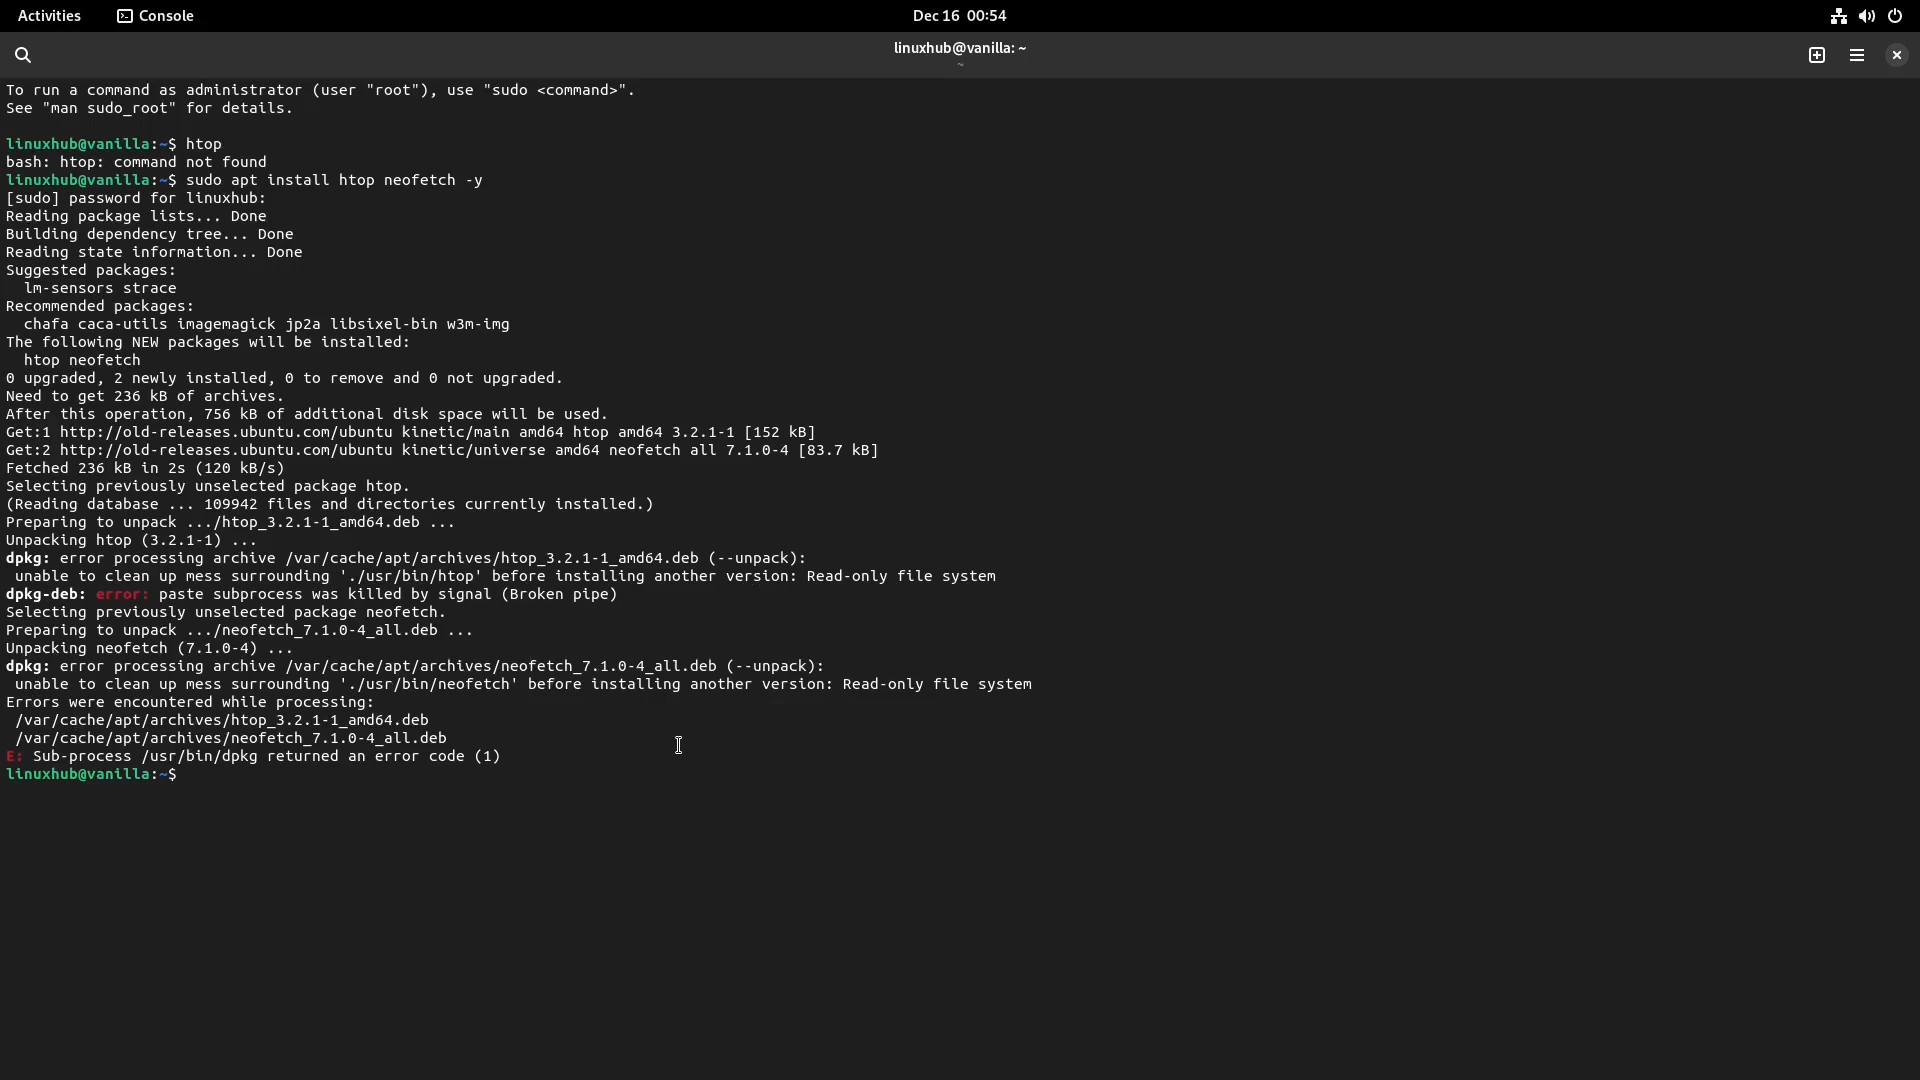 Activities Console Dec 16 00:54
linuxhub@vanilla: ~
~
To run a command as administrator (user "root"), use "sudo <command>".
See "man sudo_root" for details.
linuxhub@vanilla:~$ htop
bash: htop: command not found
linuxhub@vanilla:~$ sudo apt install htop neofetch -y
[sudo] password for linuxhub:
Reading package lists... Done
Building dependency tree... Done
Reading state information... Done
Suggested packages:
  lm-sensors strace
Recommended packages:
  chafa caca-utils imagemagick jp2a libsixel-bin w3m-img
The following NEW packages will be installed:
  htop neofetch
0 upgraded, 2 newly installed, 0 to remove and 0 not upgraded.
Need to get 236 kB of archives.
After this operation, 756 kB of additional disk space will be used.
Get:1 http://old-releases.ubuntu.com/ubuntu kinetic/main amd64 htop amd64 3.2.1-1 [152 kB]
Get:2 http://old-releases.ubuntu.com/ubuntu kinetic/universe amd64 neofetch all 7.1.0-4 [83.7 kB]
Fetched 236 kB in 2s (120 kB/s)
Selecting previously unselected package htop.
(Reading database ... 109942 files and directories currently installed.)
Preparing to unpack .../htop_3.2.1-1_amd64.deb ...
Unpacking htop (3.2.1-1) ...
dpkg: error processing archive /var/cache/apt/archives/htop_3.2.1-1_amd64.deb (--unpack):
 unable to clean up mess surrounding './usr/bin/htop' before installing another version: Read-only file system
dpkg-deb: error: paste subprocess was killed by signal (Broken pipe)
Selecting previously unselected package neofetch.
Preparing to unpack .../neofetch_7.1.0-4_all.deb ...
Unpacking neofetch (7.1.0-4) ...
dpkg: error processing archive /var/cache/apt/archives/neofetch_7.1.0-4_all.deb (--unpack):
 unable to clean up mess surrounding './usr/bin/neofetch' before installing another version: Read-only file system
Errors were encountered while processing:
 /var/cache/apt/archives/htop_3.2.1-1_amd64.deb
 /var/cache/apt/archives/neofetch_7.1.0-4_all.deb
E: Sub-process /usr/bin/dpkg returned an error code (1)
linuxhub@vanilla:~$